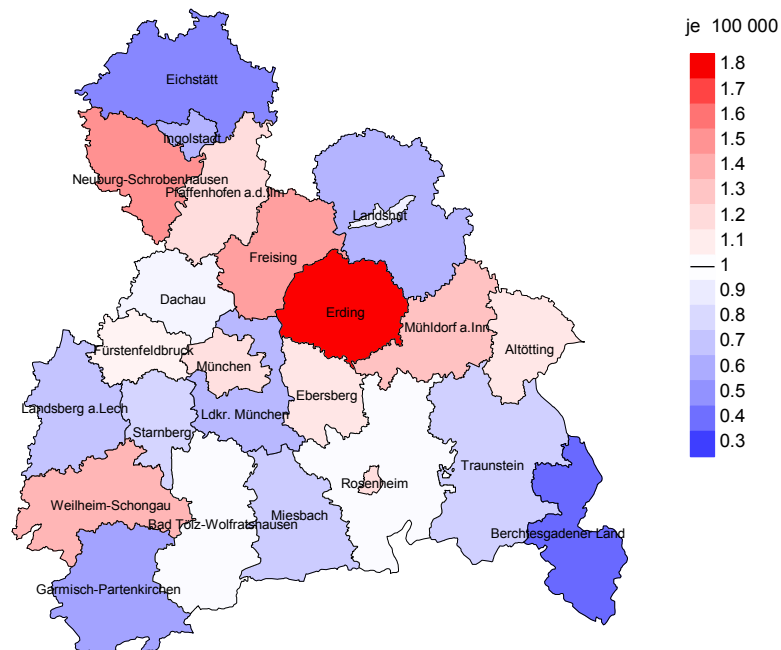 je 100 000
1.8
1.7
1.6
1.5
1.4
1.3
1.2
1.1
1
0.9
0.8
0.7
0.6
0.5
0.4
0.3
Eichstätt
Ingolstadt
Neuburg-Schrobenhausen
Pfaffenhofen a.d.Ilm
Landshut
Freising
Dachau
Erding
Mühldorf a.Inn
Altötting
Fürstenfeldbruck
München
Ebersberg
Landsberg a.Lech
Starnberg
Ldkr. München
Traunstein
Rosenheim
Weilheim-Schongau
Miesbach
Bad Tölz-Wolfratshausen
Berchtesgadener Land
Garmisch-Partenkirchen